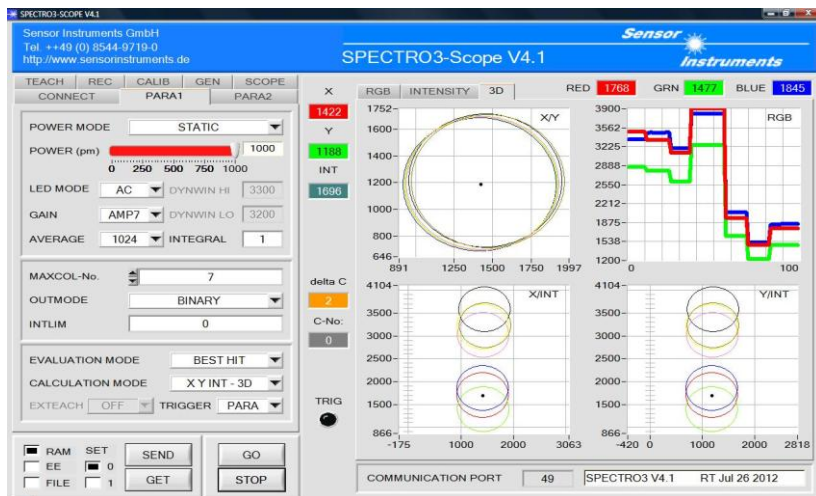 SPECTRO3-SCOPE V4.1
Sensor Instruments GmbH
Tel. ++49 (0) 8544-9719-0
http://www.sensorinstruments.de
SPECTRO3-Scope V4.1
Sensor
Instruments
TEACH REC CALIB GEN SCOPE
CONNECT PARA1 PARA2
POWER MODE STATIC
POWER (pm) 1000
0 250 500 750 1000
LED MODE AC DYNWIN HI 3300
GAIN AMP7 DYNWIN LO 3200
AVERAGE 1024 INTEGRAL 1
MAXCOL-No. 7
OUTMODE BINARY
INTLIM 0
EVALUATION MODE BEST HIT
CALCULATION MODE X Y INT - 3D
EXTEACH OFF TRIGGER PARA
RAM SET SEND GO
EE 0
FILE 1 GET STOP
X
1422
Y
1188
INT
1696
delta C
2
C-No:
0
TRIG
RGB INTENSITY 3D
RED 1768 GRN 1477 BLUE 1845
X/Y
1752
1600
1400
1200
1000
800
646
891 1250 1500 1750 1997
RGB
3900
3562
3225
2888
2550
2212
1875
1538
1200
0 100
X/INT
4104
3500
3000
2500
2000
1500
866
-175 1000 2000 3063
Y/INT
4104
3500
3000
2500
2000
1500
866
-420 0 1000 2000 2818
COMMUNICATION PORT 49 SPECTRO3 V4.1 RT Jul 26 2012